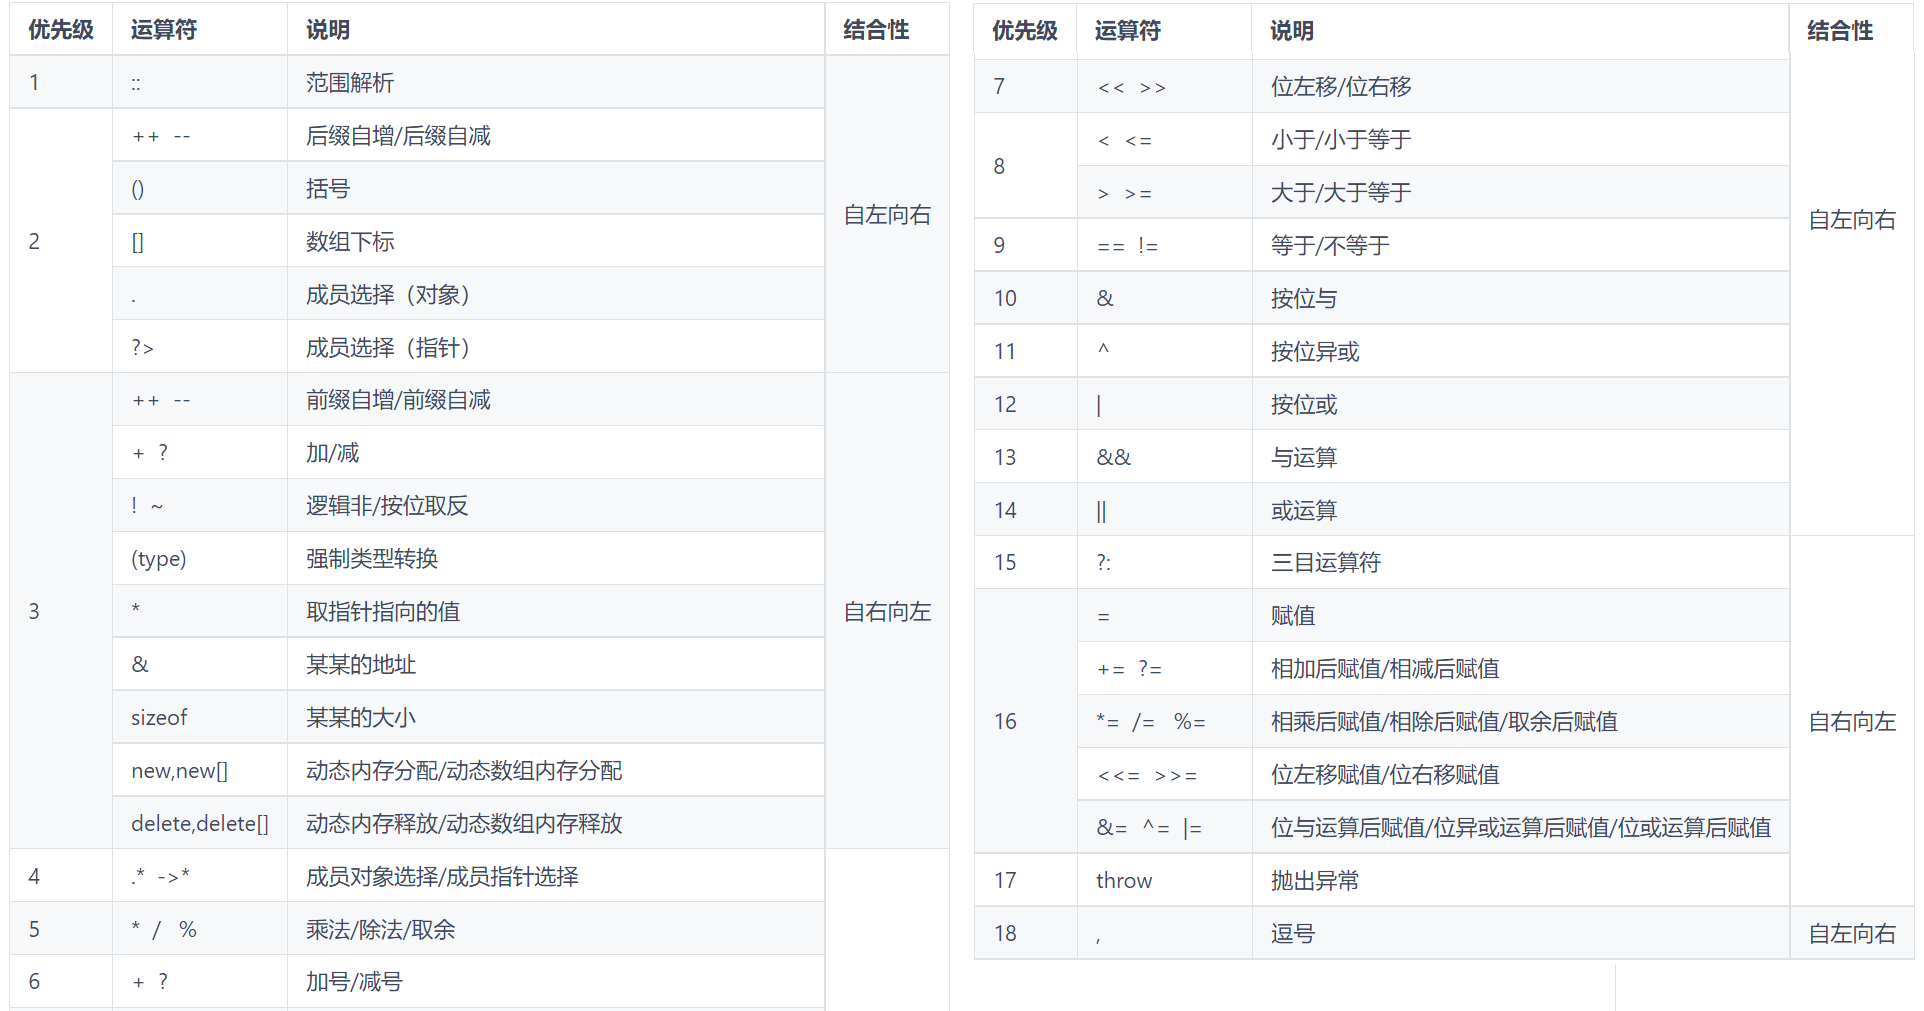 优先级 运算符 说明 结合性
1 :: 范围解析
2 ++ -- 后缀自增/后缀自减
() 括号
[] 数组下标
. 成员选择（对象）
?> 成员选择（指针）
自左向右
3 ++ -- 前缀自增/前缀自减
+ ? 加/减
! ~ 逻辑非/按位取反
(type) 强制类型转换
* 取指针指向的值
& 某某的地址
sizeof 某某的大小
new,new[] 动态内存分配/动态数组内存分配
delete,delete[] 动态内存释放/动态数组内存释放
自右向左
4 .* ->* 成员对象选择/成员指针选择
5 * / % 乘法/除法/取余
6 + ? 加号/减号
优先级 运算符 说明 结合性
7 << >> 位左移/位右移
8 < <= 小于/小于等于
> >= 大于/大于等于
9 == != 等于/不等于
10 & 按位与
11 ^ 按位异或
12 | 按位或
13 && 与运算
14 || 或运算
自左向右
15 ?: 三目运算符
16 = 赋值
+= ?= 相加后赋值/相减后赋值
*= /= %= 相乘后赋值/相除后赋值/取余后赋值
<<= >>= 位左移赋值/位右移赋值
&= ^= |= 位与运算后赋值/位异或运算后赋值/位或运算后赋值
17 throw 抛出异常
自右向左
18 , 逗号 自左向右